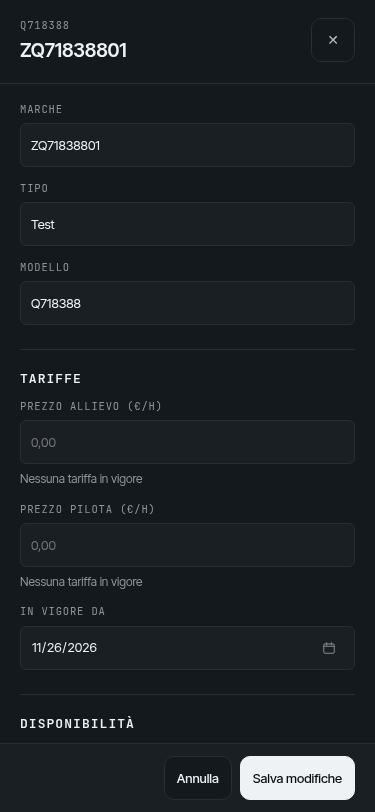 Q718388
ZQ71838801
MARCHE
ZQ71838801
TIPO
Test
MODELLO
Q718388
TARIFFE
PREZZO ALLIEVO (€/H)
0,00
Nessuna tariffa in vigore
PREZZO PILOTA (€/H)
0,00
Nessuna tariffa in vigore
IN VIGORE DA
11/26/2026
DISPONIBILITÀ
Annulla
Salva modifiche